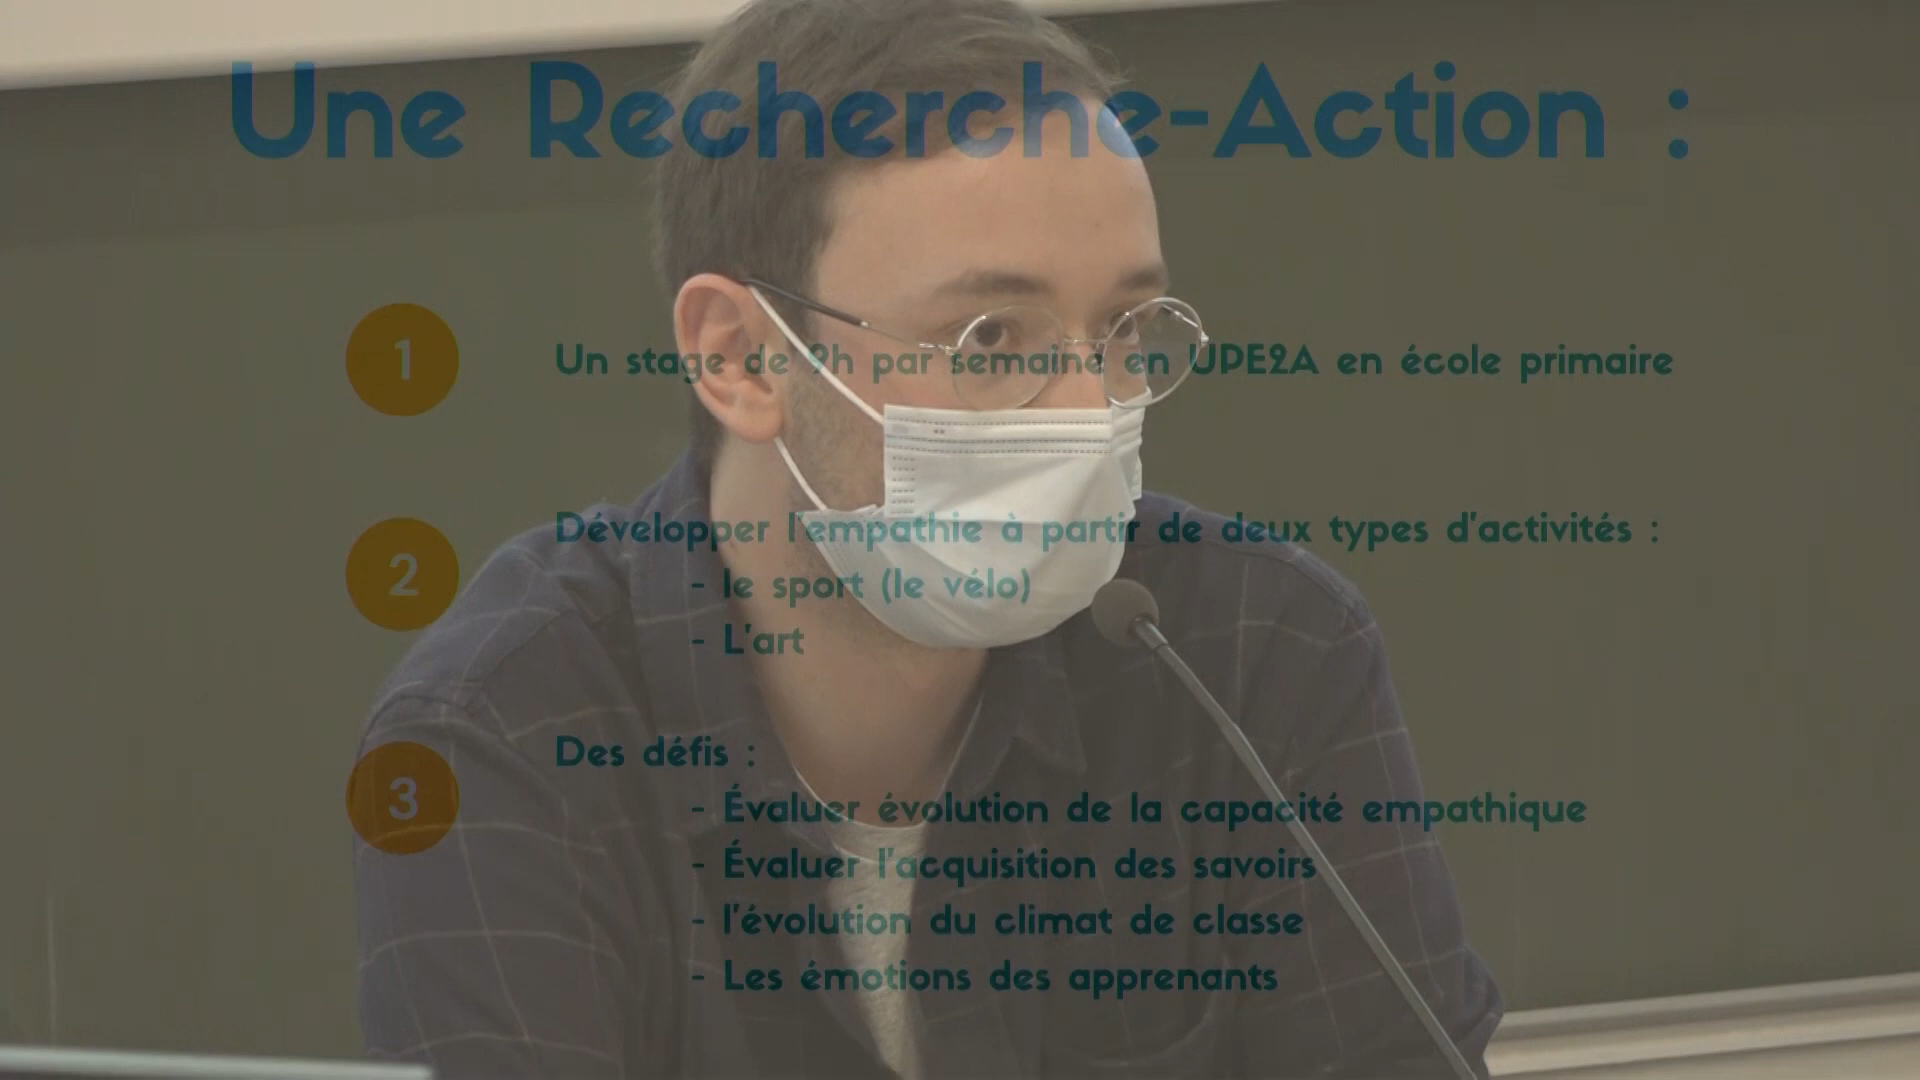 Une Recherche-Action :
1
Un stage de 9h par semaine en UPE2A en école primaire
2
Développer l'empathie à partir de deux types d'activités :
- le sport (le vélo)
- L'art
3
Des défis :
- Évaluer évolution de la capacité empathique
- Évaluer l'acquisition des savoirs
- l'évolution du climat de classe
- Les émotions des apprenants